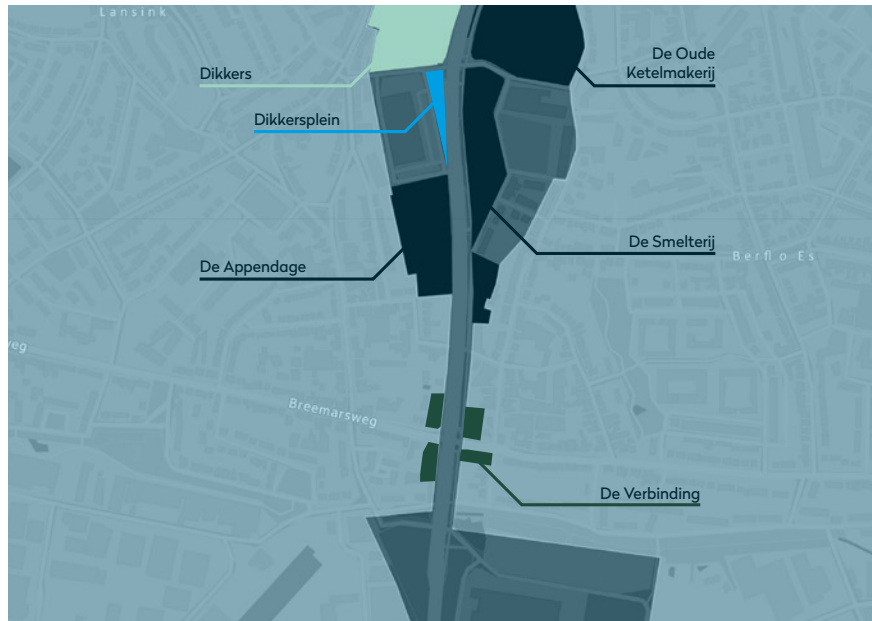 Lansink
De Oude
Ketelmakerij
Dikkers
Dikkersplein
De Smelterij
Berflo Es
De Appendage
weg
Breemarsweg
De Verbinding